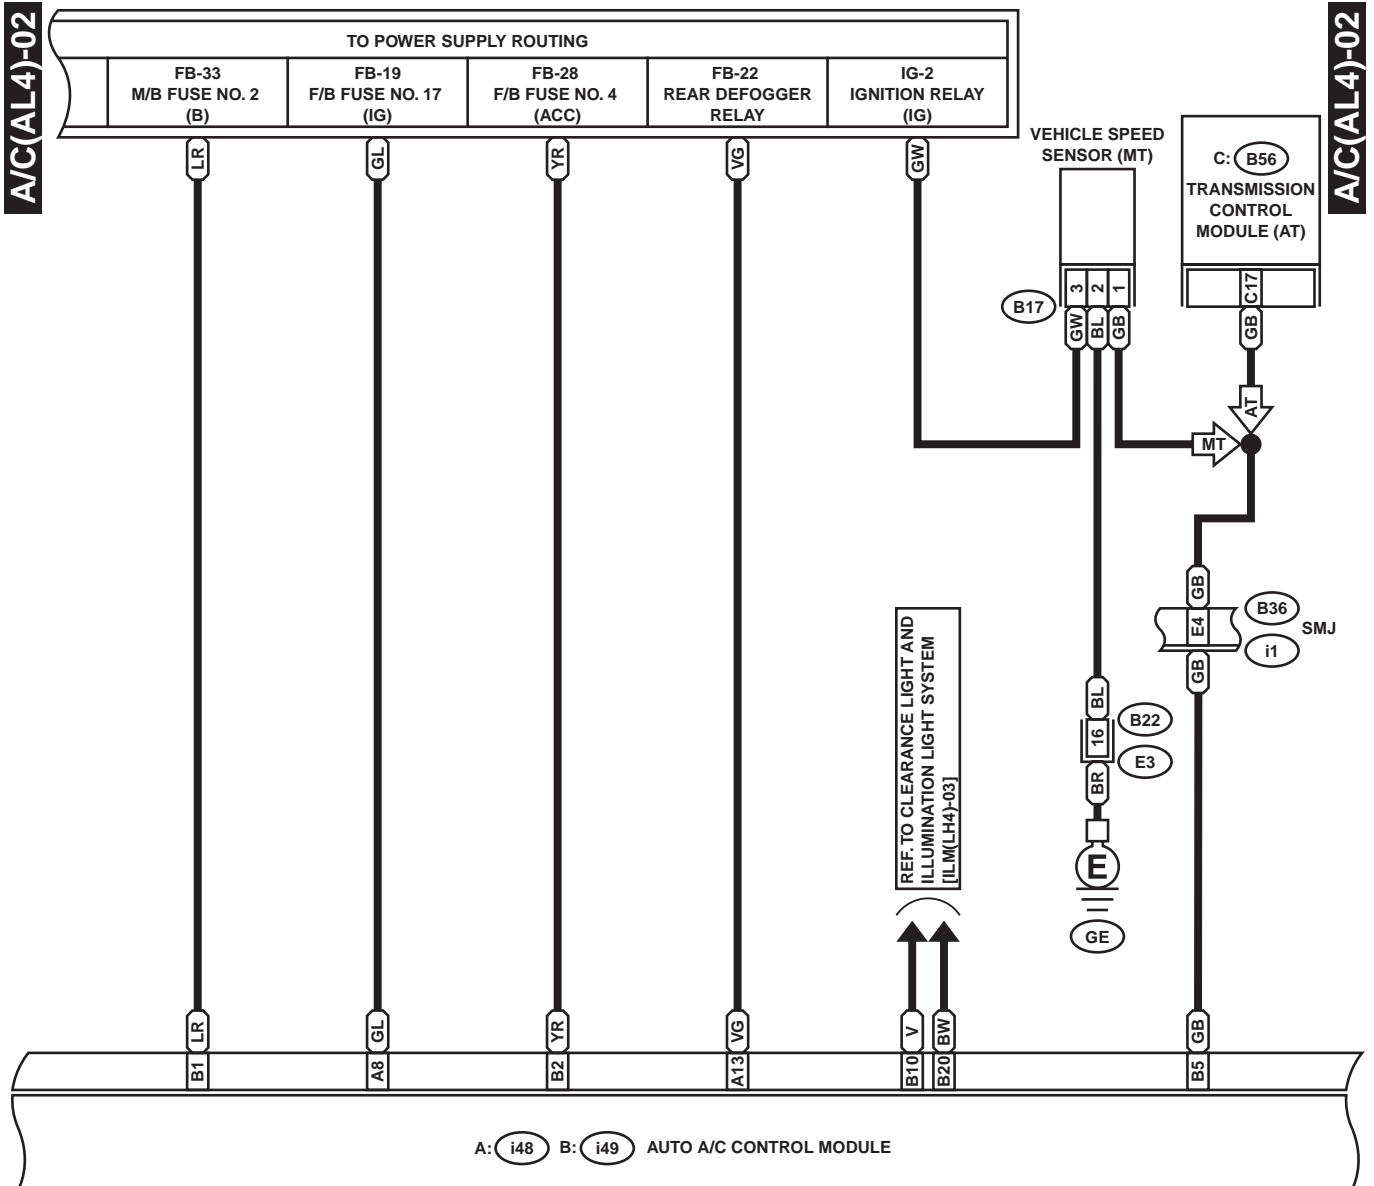 A/C(AL4)-02
A/C(AL4)-02
TO POWER SUPPLY ROUTING
FB-33
M/B FUSE NO. 2
(B)
FB-19
F/B FUSE NO. 17
(IG)
FB-28
F/B FUSE NO. 4
(ACC)
FB-22
REAR DEFOGGER
RELAY
IG-2
IGNITION RELAY
(IG)
LR
GL
YR
VG
GW
VEHICLE SPEED
SENSOR (MT)
C: B56
TRANSMISSION
CONTROL
MODULE (AT)
B17
3
2
1
C17
GW
BL
GB
GB
AT
MT
GB
E4
GB
B36
SMJ
i1
REF. TO CLEARANCE LIGHT AND
ILLUMINATION LIGHT SYSTEM
[ILM(LH4)-03]
BL
16
BR
B22
E3
E
GE
LR
GL
YR
VG
V
BW
GB
B1
A8
B2
A13
B10
B20
B5
A: i48 B: i49 AUTO A/C CONTROL MODULE